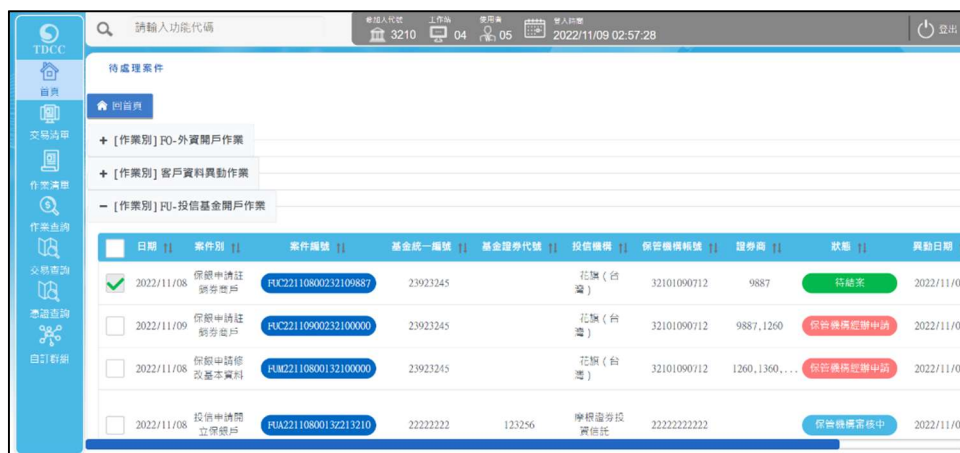 TDCC
請輸入功能代碼
參加人代號 3210
工作站 04
使用者 05
登入時間 2022/11/09 02:57:28
登出
首頁
交易清單
作業清單
作業查詢
交易查詢
憑證查詢
自訂群組
待處理案件
回首頁
+ [作業別] FO-外資開戶作業
+ [作業別] 客戶資料異動作業
− [作業別] FU-投信基金開戶作業
日期 案件別 案件編號 基金統一編號 基金證券代號 投信機構 保管機構帳號 證券商 狀態 異動日期
2022/11/08 保銀申請註銷券商戶 FUC22110800232109887 23923245 花旗(台灣) 32101090712 9887 待結案 2022/11/0
2022/11/09 保銀申請註銷券商戶 FUC22110900232100000 23923245 花旗(台灣) 32101090712 9887,1260 保管機構經辦申請 2022/11/0
2022/11/08 保銀申請修改基本資料 FUM22110800132100000 23923245 花旗(台灣) 32101090712 1260,1360,... 保管機構經辦申請 2022/11/0
2022/11/08 投信申請開立保銀戶 FUA2211080013Z213210 22222222 123256 摩根證券投資信託 22222222222 保管機構審核中 2022/11/0